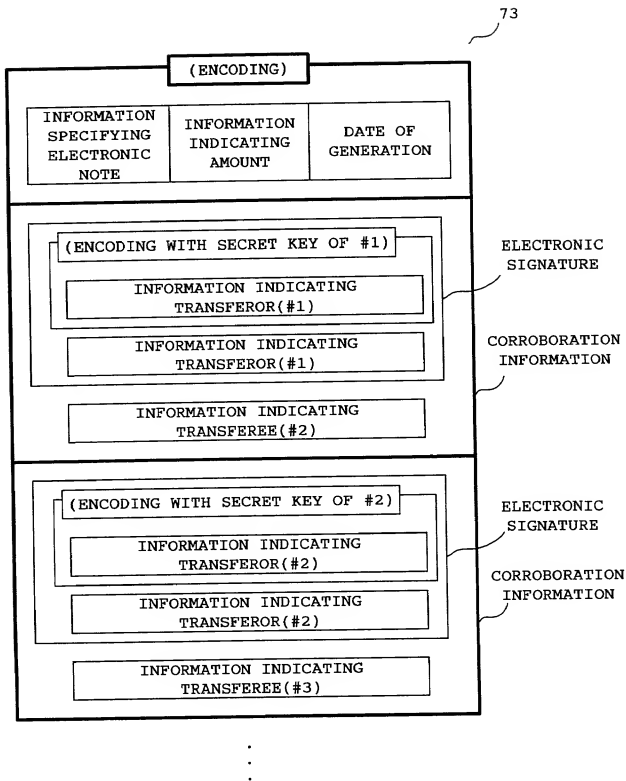 73
(ENCODING)
INFORMATION
SPECIFYING
ELECTRONIC
NOTE
INFORMATION
INDICATING
AMOUNT
DATE OF
GENERATION
(ENCODING WITH SECRET KEY OF #1)
INFORMATION INDICATING
TRANSFEROR(#1)
INFORMATION INDICATING
TRANSFEROR(#1)
ELECTRONIC
SIGNATURE
CORROBORATION
INFORMATION
INFORMATION INDICATING
TRANSFEREE(#2)
(ENCODING WITH SECRET KEY OF #2)
INFORMATION INDICATING
TRANSFEROR(#2)
INFORMATION INDICATING
TRANSFEROR(#2)
ELECTRONIC
SIGNATURE
CORROBORATION
INFORMATION
INFORMATION INDICATING
TRANSFEREE(#3)